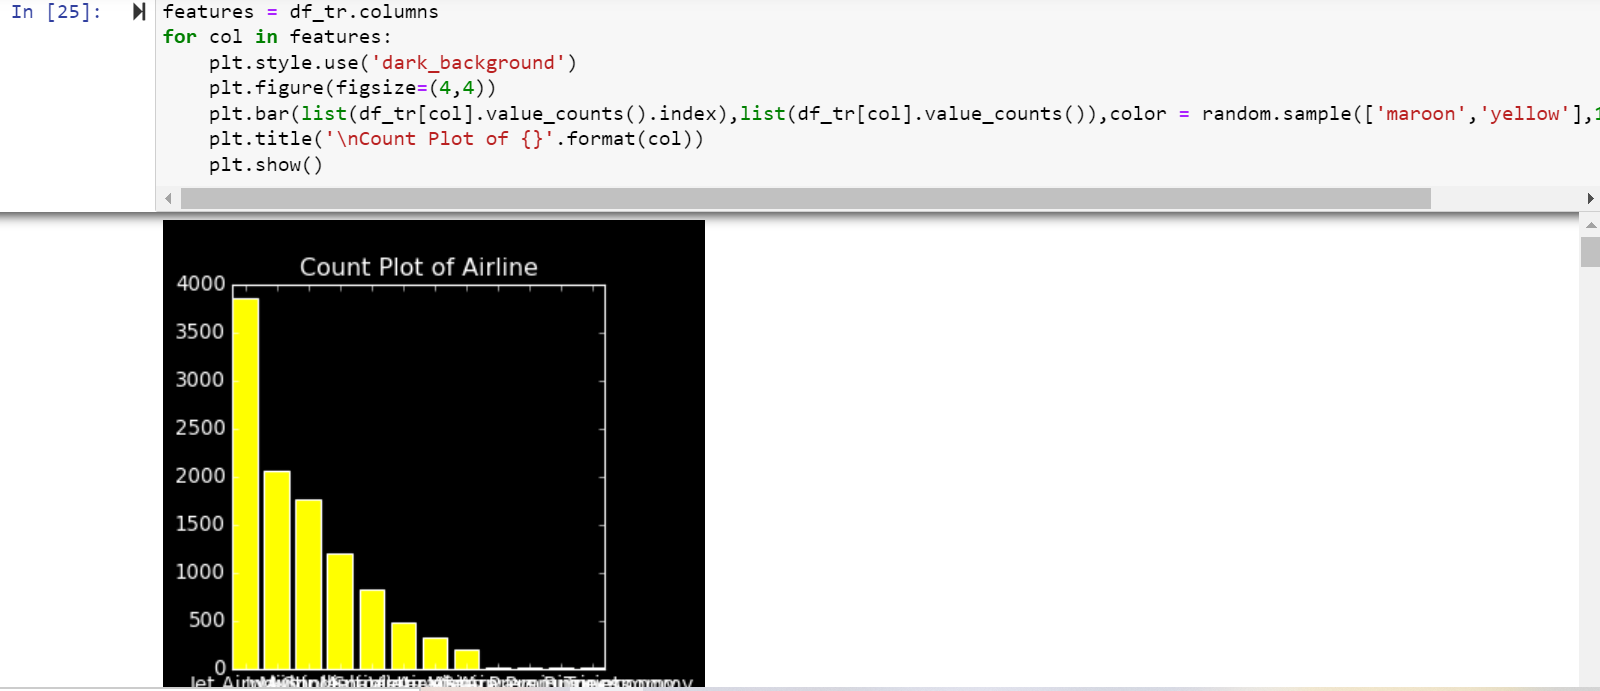 In [25]:
features = df_tr.columns
for col in features:
    plt.style.use('dark_background')
    plt.figure(figsize=(4,4))
    plt.bar(list(df_tr[col].value_counts().index),list(df_tr[col].value_counts()),color = random.sample(['maroon','yellow'],1
    plt.title('\nCount Plot of {}'.format(col))
    plt.show()
Count Plot of Airline
4000
3500
3000
2500
2000
1500
1000
500
0
Jet